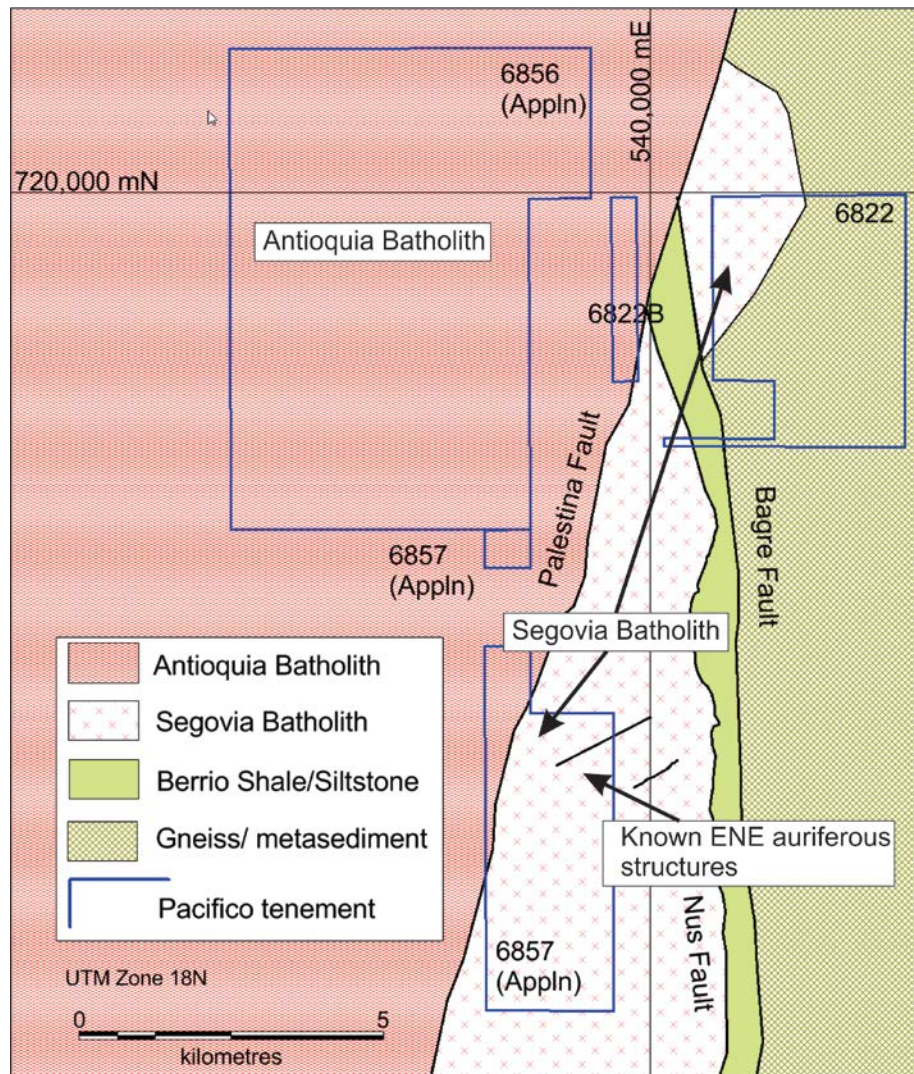 6856
(Appln)
540,000 mE
720,000 mN
6822
Antioquia Batholith
6822B
Palestina Fault
Bagre Fault
6857
(Appln)
Segovia Batholith
Antioquia Batholith
Segovia Batholith
Berrio Shale/Siltstone
Gneiss/ metasediment
Pacifico tenement
Known ENE auriferous
structures
Nus Fault
6857
(Appln)
UTM Zone 18N
0
5
kilometres